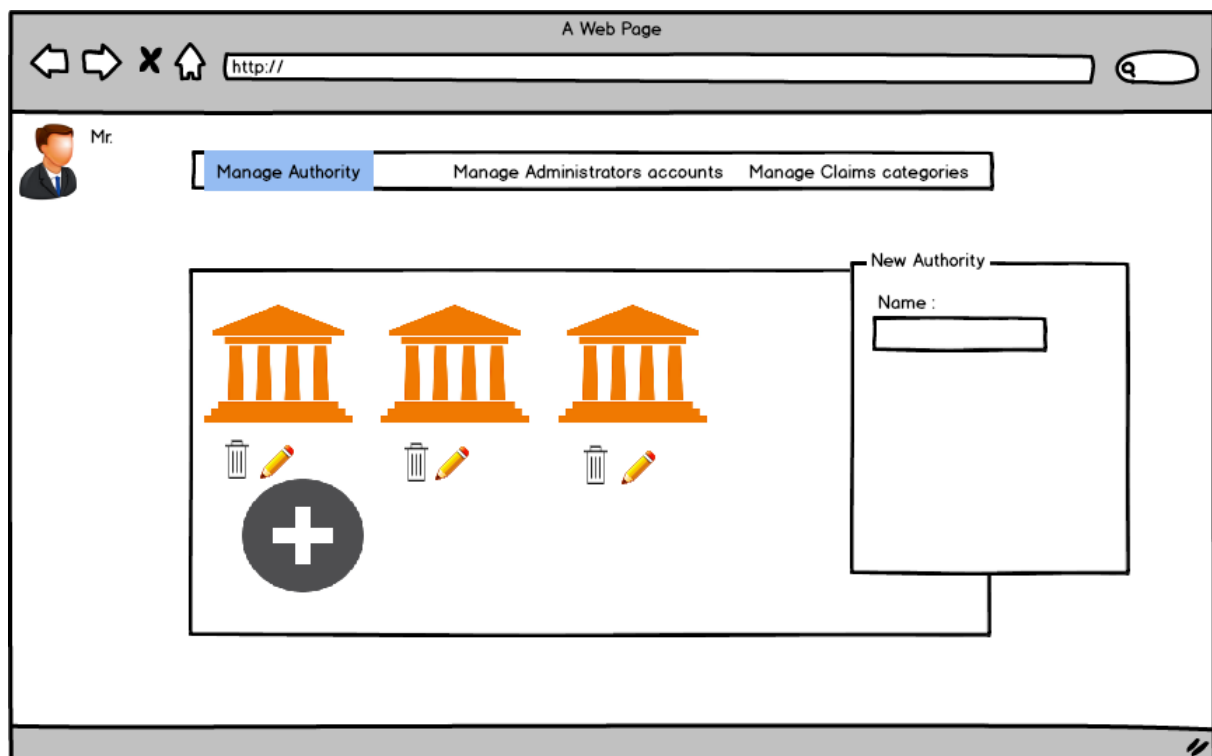 A Web Page
http://
Mr.
Manage Authority Manage Administrators accounts Manage Claims categories
New Authority
Name :